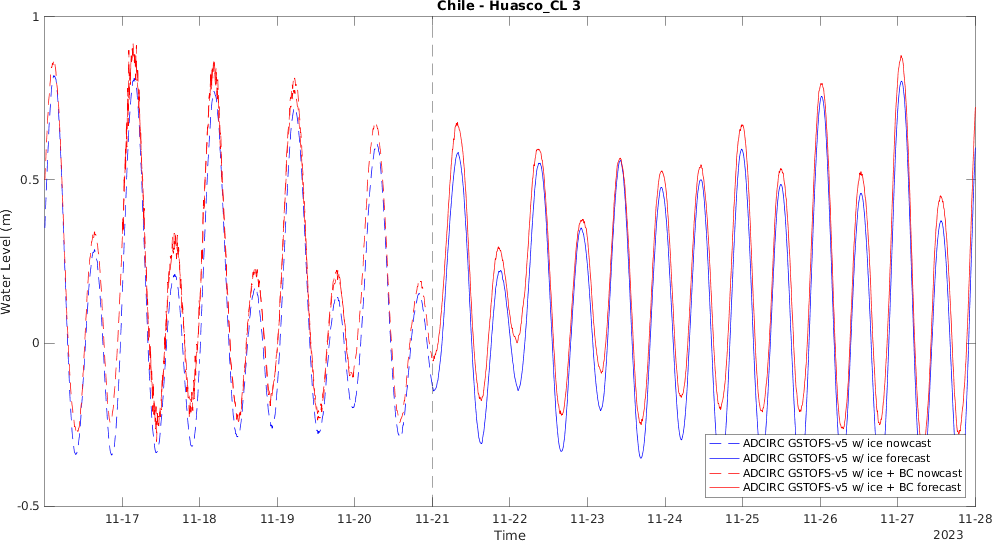 Chile - Huasco_CL 3
1
0.5
0
-0.5
Water Level (m)
ADCIRC GSTOFS-v5 w/ ice nowcast
ADCIRC GSTOFS-v5 w/ ice forecast
ADCIRC GSTOFS-v5 w/ ice + BC nowcast
ADCIRC GSTOFS-v5 w/ ice + BC forecast
11-17 11-18 11-19 11-20 11-21 11-22 11-23 11-24 11-25 11-26 11-27 11-28
Time
2023